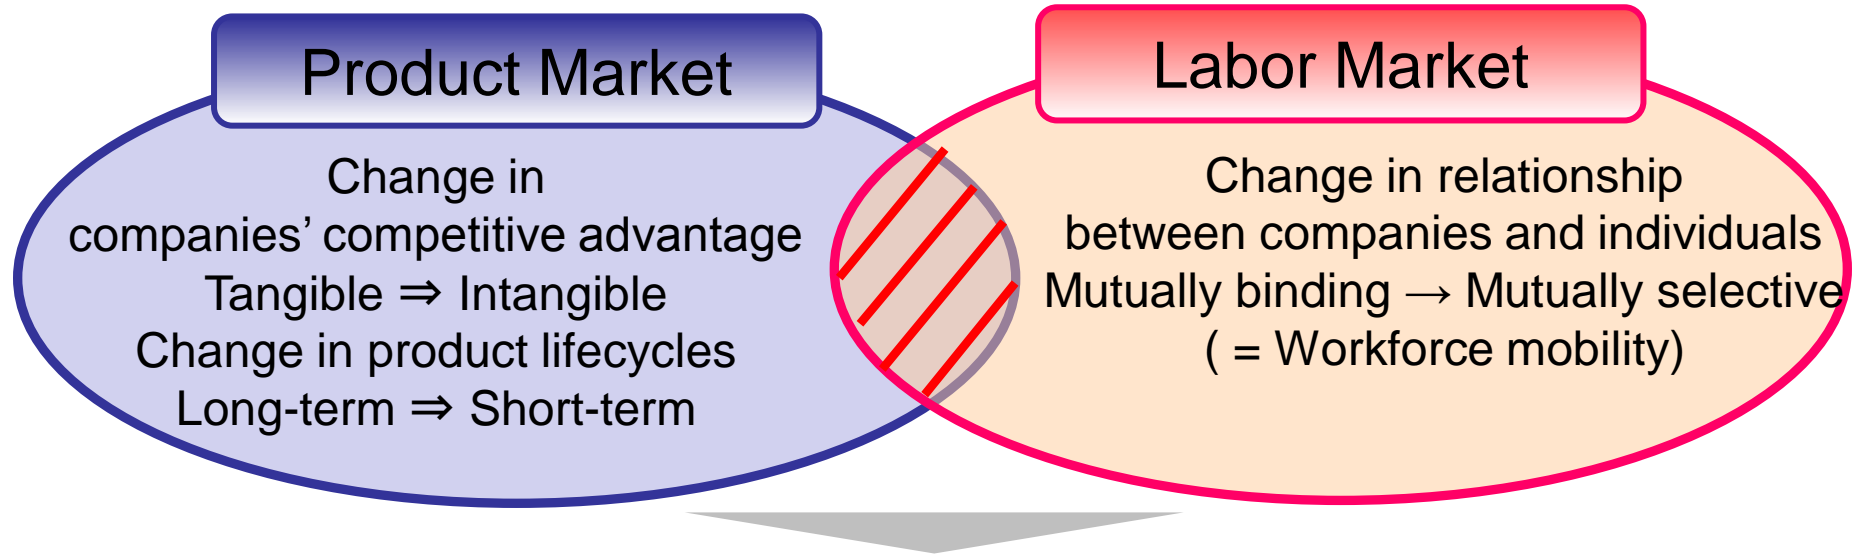 Product Market
Change in
companies’ competitive advantage
Tangible ⇒ Intangible
Change in product lifecycles
Long-term ⇒ Short-term
Labor Market
Change in relationship
between companies and individuals
Mutually binding → Mutually selective
( = Workforce mobility)